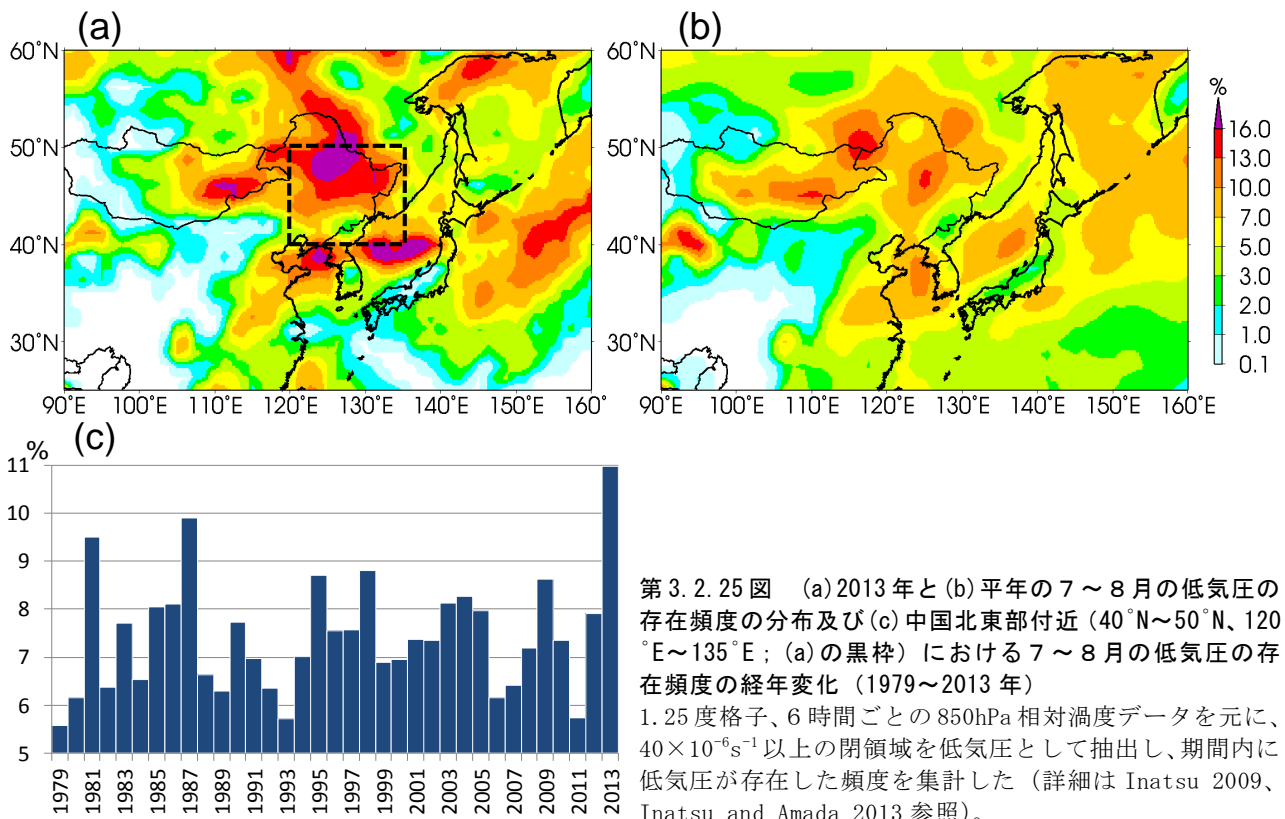 (a)
(b)
60°N
50°N
40°N
30°N
90°E 100°E 110°E 120°E 130°E 140°E 150°E 160°
60°N
50°N
40°N
30°N
90°E 100°E 110°E 120°E 130°E 140°E 150°E 160°E
%
16.0
13.0
10.0
7.0
5.0
3.0
2.0
1.0
0.1
(c)
%
11
10
9
8
7
6
5
1979 1981 1983 1985 1987 1989 1991 1993 1995 1997 1999 2001 2003 2005 2007 2009 2011 2013
第3.2.25図 (a)2013年と(b)平年の7~8月の低気圧の
存在頻度の分布及び(c)中国北東部付近(40°N~50°N、120
°E~135°E;(a)の黒枠)における7~8月の低気圧の存
在頻度の経年変化(1979~2013年)
1.25度格子、6時間ごとの850hPa相対渦度データを元に、
40×10⁻⁶s⁻¹以上の閉領域を低気圧として抽出し、期間内に
低気圧が存在した頻度を集計した(詳細はInatsu 2009、
Inatsu and Amada 2013参照)。